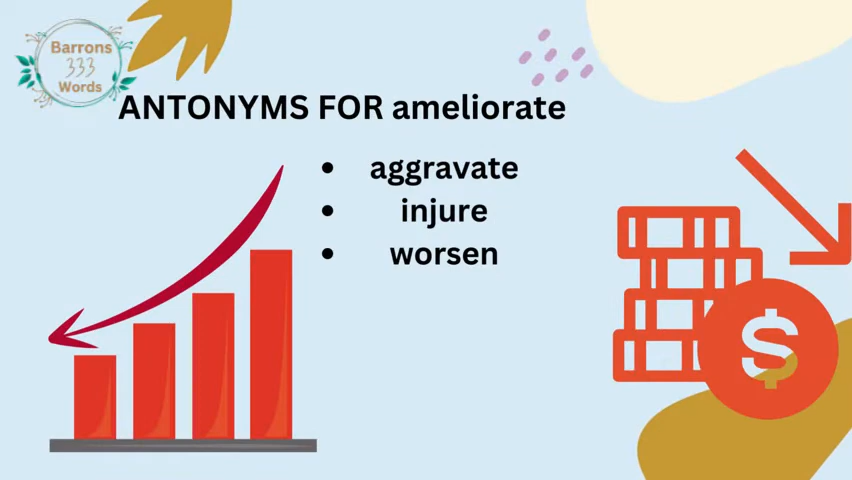 Barrons
333
Words
ANTONYMS FOR ameliorate
• aggravate
• injure
• worsen
$